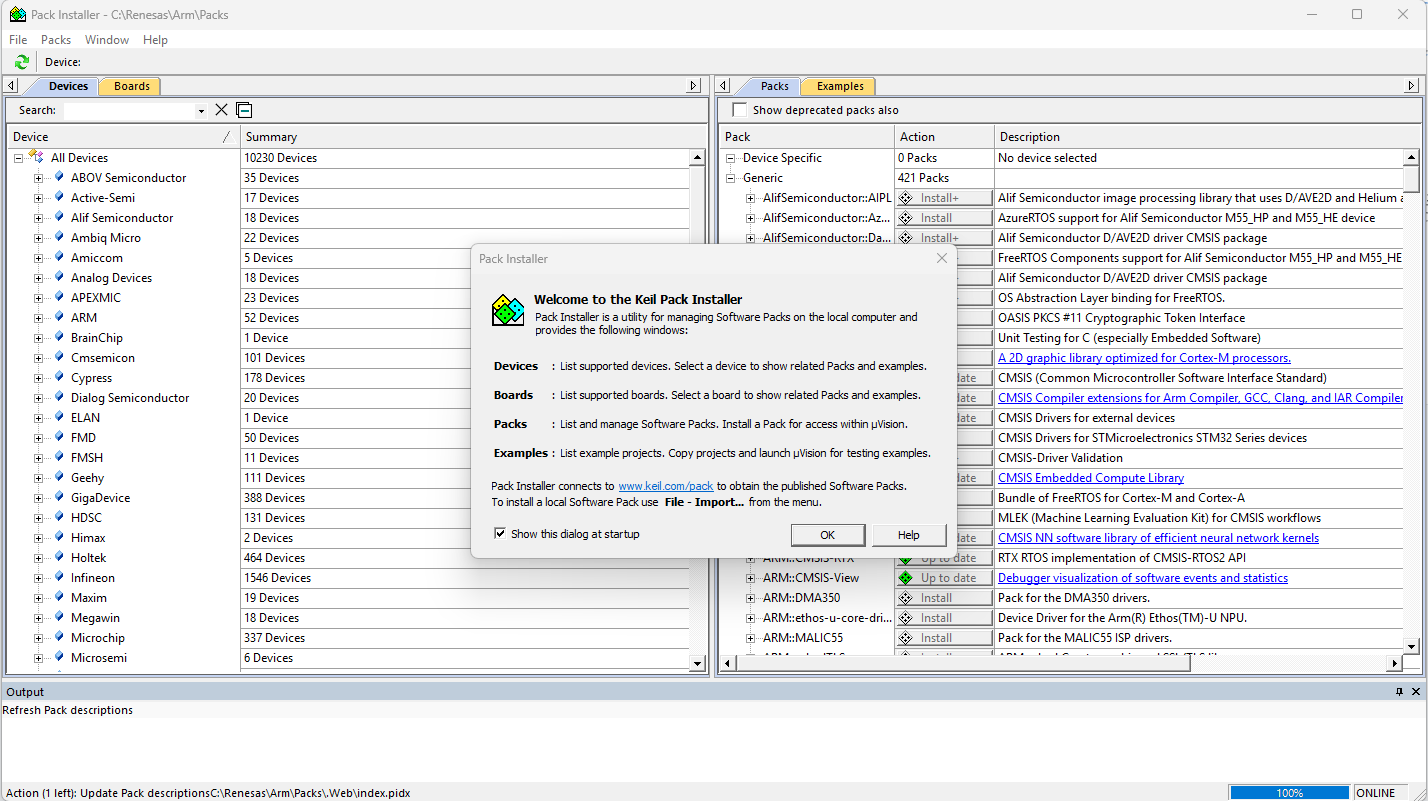 Pack Installer - C:\Renesas\Arm\Packs
File Packs Window Help
Device:
Devices Boards
Search:
Device Summary
All Devices 10230 Devices
ABOV Semiconductor 35 Devices
Active-Semi 17 Devices
Alif Semiconductor 18 Devices
Ambiq Micro 22 Devices
Amiccom 5 Devices
Analog Devices 18 Devices
APEXMIC 23 Devices
ARM 52 Devices
BrainChip 1 Device
Cmsemicon 101 Devices
Cypress 178 Devices
Dialog Semiconductor 20 Devices
ELAN 1 Device
FMD 50 Devices
FMSH 11 Devices
Geehy 111 Devices
GigaDevice 388 Devices
HDSC 131 Devices
Himax 2 Devices
Holtek 464 Devices
Infineon 1546 Devices
Maxim 19 Devices
Megawin 18 Devices
Microchip 337 Devices
Microsemi 6 Devices
Packs Examples
Show deprecated packs also
Pack Action Description
Device Specific 0 Packs No device selected
Generic 421 Packs
AlifSemiconductor::AIPL Install+ Alif Semiconductor image processing library that uses D/AVE2D and Helium a
AlifSemiconductor::Az... Install AzureRTOS support for Alif Semiconductor M55_HP and M55_HE device
AlifSemiconductor::Da... Install+ Alif Semiconductor D/AVE2D driver CMSIS package
FreeRTOS Components support for Alif Semiconductor M55_HP and M55_HE
Alif Semiconductor D/AVE2D driver CMSIS package
OS Abstraction Layer binding for FreeRTOS.
OASIS PKCS #11 Cryptographic Token Interface
Unit Testing for C (especially Embedded Software)
A 2D graphic library optimized for Cortex-M processors.
date CMSIS (Common Microcontroller Software Interface Standard)
date CMSIS Compiler extensions for Arm Compiler, GCC, Clang, and IAR Compiler
date CMSIS Drivers for external devices
CMSIS Drivers for STMicroelectronics STM32 Series devices
CMSIS-Driver Validation
date CMSIS Embedded Compute Library
Bundle of FreeRTOS for Cortex-M and Cortex-A
MLEK (Machine Learning Evaluation Kit) for CMSIS workflows
date CMSIS NN software library of efficient neural network kernels
ARM::CMSIS-RTX Up to date RTX RTOS implementation of CMSIS-RTOS2 API
ARM::CMSIS-View Up to date Debugger visualization of software events and statistics
ARM::DMA350 Install Pack for the DMA350 drivers.
ARM::ethos-u-core-dri... Install Device Driver for the Arm(R) Ethos(TM)-U NPU.
ARM::MALIC55 Install Pack for the MALIC55 ISP drivers.
Pack Installer
Welcome to the Keil Pack Installer
Pack Installer is a utility for managing Software Packs on the local computer and
provides the following windows:
Devices : List supported devices. Select a device to show related Packs and examples.
Boards : List supported boards. Select a board to show related Packs and examples.
Packs : List and manage Software Packs. Install a Pack for access within µVision.
Examples : List example projects. Copy projects and launch µVision for testing examples.
Pack Installer connects to www.keil.com/pack to obtain the published Software Packs.
To install a local Software Pack use File - Import... from the menu.
Show this dialog at startup
OK Help
Output
Refresh Pack descriptions
Action (1 left): Update Pack descriptionsC:\Renesas\Arm\Packs\.Web\index.pidx
100% ONLINE